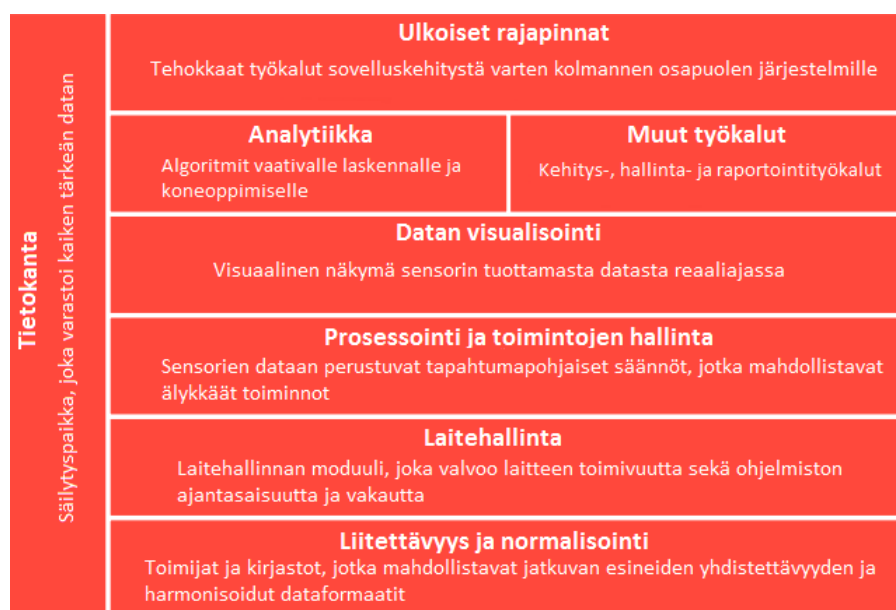 Tietokanta
Säilytyspaikka, joka varastoi kaiken tärkeän datan
Ulkoiset rajapinnat
Tehokkaat työkalut sovelluskehitystä varten kolmannen osapuolen järjestelmille
Analytiikka
Algoritmit vaativalle laskennalle ja
koneoppimiselle
Muut työkalut
Kehitys-, hallinta- ja raportointityökalut
Datan visualisointi
Visuaalinen näkymä sensorin tuottamasta datasta reaaliajassa
Prosessointi ja toimintojen hallinta
Sensorien dataan perustuvat tapahtumapohjaiset säännöt, jotka mahdollistavat
älykkäät toiminnot
Laitehallinta
Laitehallinnan moduuli, joka valvoo laitteen toimivuutta sekä ohjelmiston
ajantasaisuutta ja vakautta
Liitettävyys ja normalisointi
Toimijat ja kirjastot, jotka mahdollistavat jatkuvan esineiden yhdistettävyyden ja
harmonisoidut dataformaatit